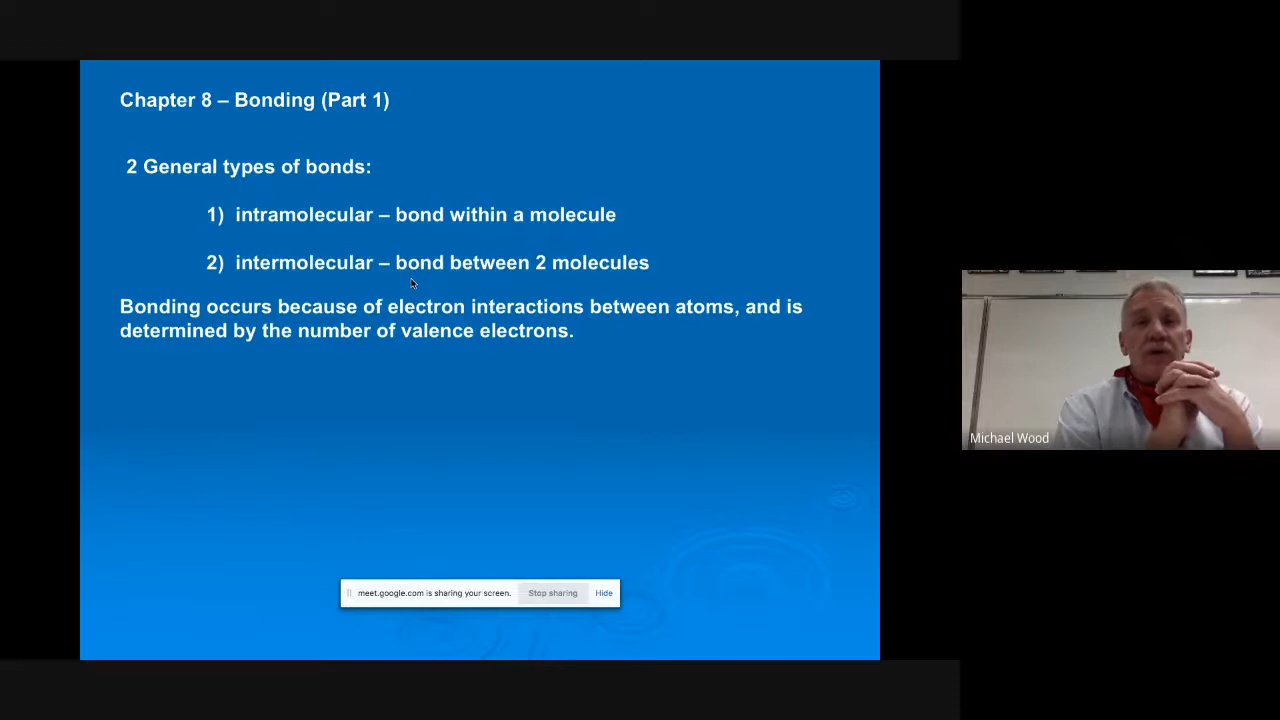 Chapter 8 – Bonding (Part 1)
2 General types of bonds:
1) intramolecular – bond within a molecule
2) intermolecular – bond between 2 molecules
Bonding occurs because of electron interactions between atoms, and is
determined by the number of valence electrons.
Michael Wood
meet.google.com is sharing your screen. Stop sharing Hide